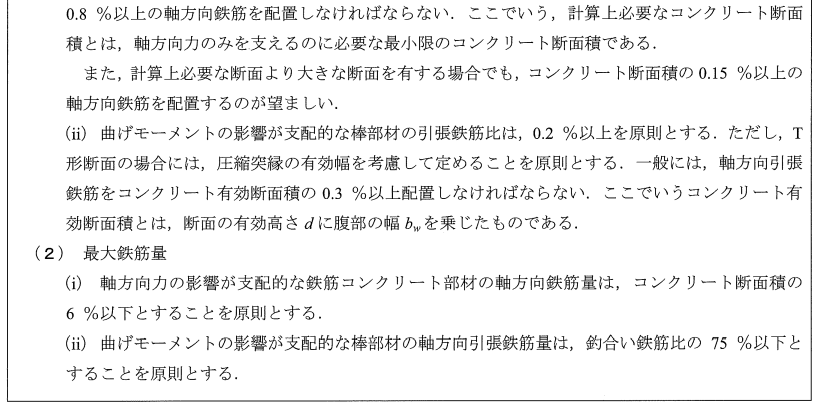 0.8 %以上の軸方向鉄筋を配置しなければならない．ここでいう，計算上必要なコンクリート断面
積とは，軸方向力のみを支えるのに必要な最小限のコンクリート断面積である．
また，計算上必要な断面より大きな断面を有する場合でも，コンクリート断面積の 0.15 %以上の
軸方向鉄筋を配置するのが望ましい．
(ii) 曲げモーメントの影響が支配的な棒部材の引張鉄筋比は，0.2 %以上を原則とする．ただし，T
形断面の場合には，圧縮突縁の有効幅を考慮して定めることを原則とする．一般には，軸方向引張
鉄筋をコンクリート有効断面積の 0.3 %以上配置しなければならない．ここでいうコンクリート有
効断面積とは，断面の有効高さ d に腹部の幅 bw を乗じたものである．
（2） 最大鉄筋量
(i) 軸方向力の影響が支配的な鉄筋コンクリート部材の軸方向鉄筋量は，コンクリート断面積の
6 %以下とすることを原則とする．
(ii) 曲げモーメントの影響が支配的な棒部材の軸方向引張鉄筋量は，釣合い鉄筋比の 75 %以下と
することを原則とする．